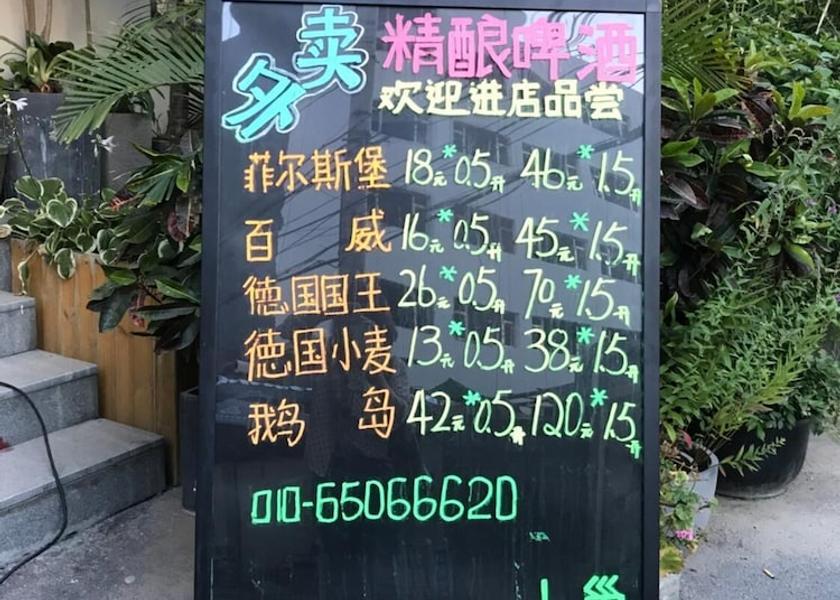 外卖 精酿啤酒
欢迎进店品尝
菲尔斯堡 18元*0.5升 46元*1.5升
百威 16元*0.5升 45元*1.5升
德国国王 26元*0.5升 70元*1.5升
德国小麦 13元*0.5升 38元*1.5升
鹅岛 42元*0.5升 120元*1.5升
010-65066620